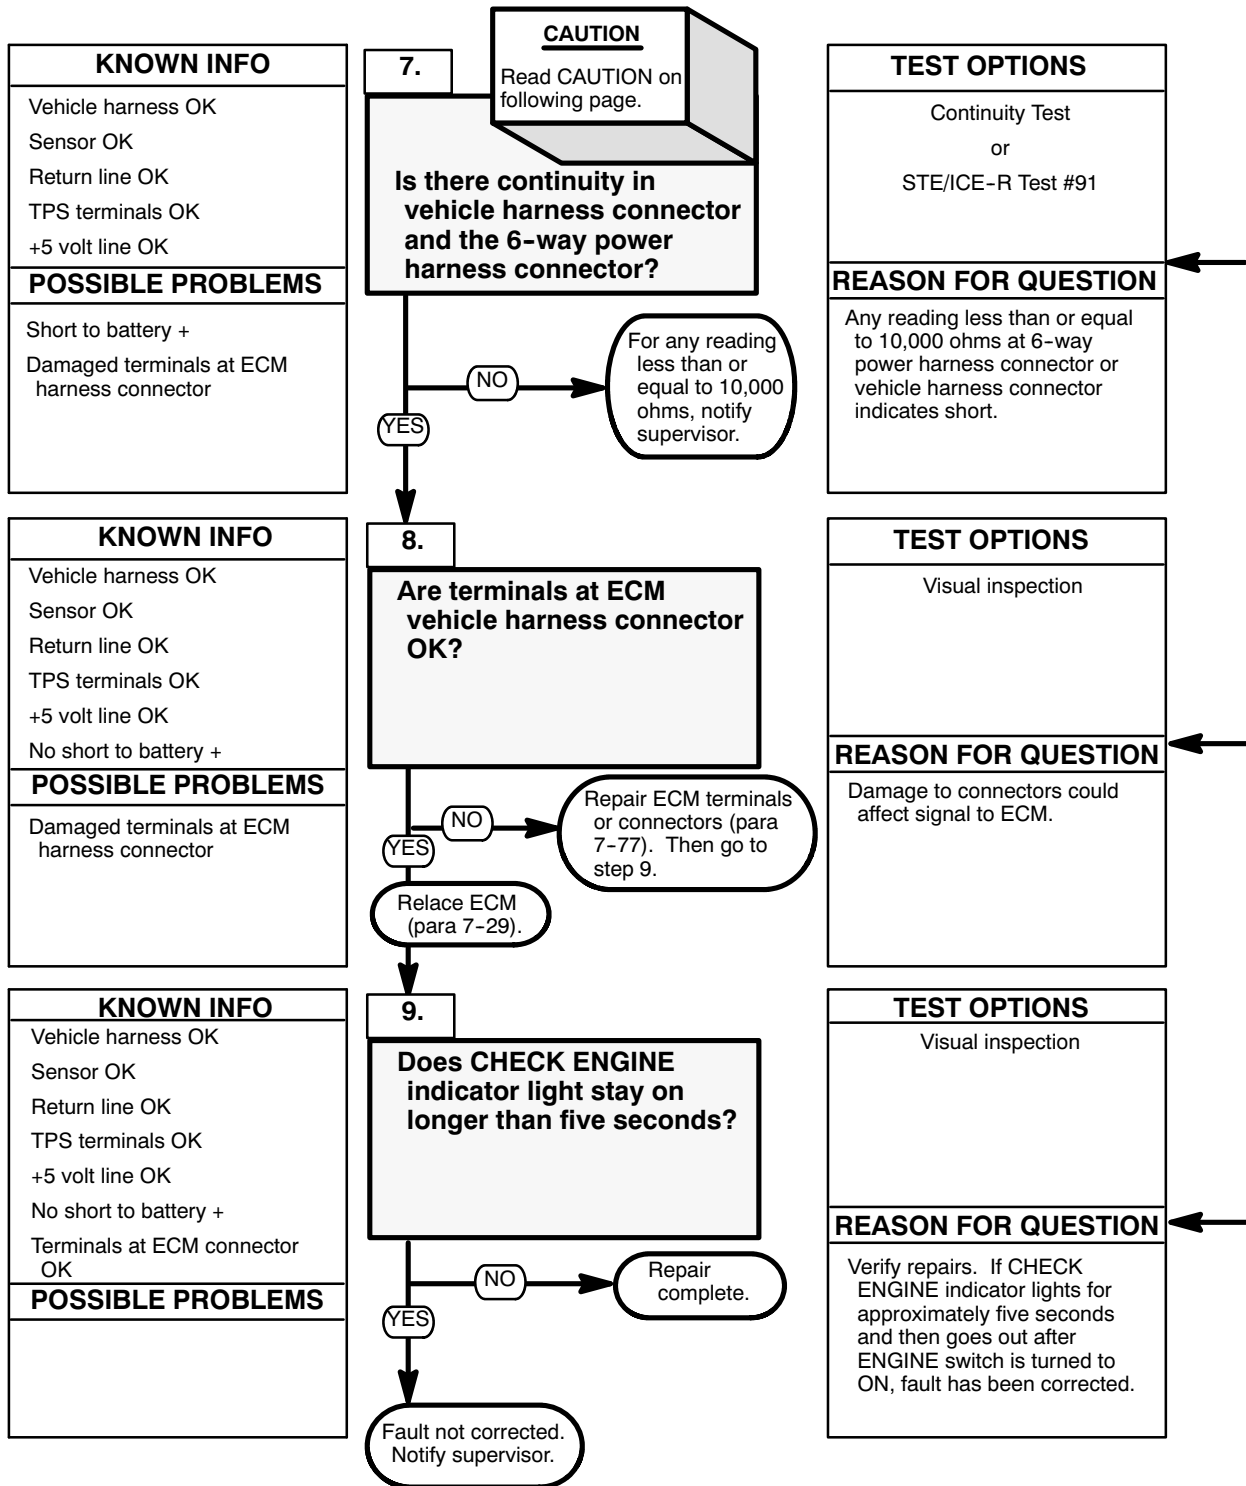 KNOWN INFO
Vehicle harness OK
Sensor OK
Return line OK
TPS terminals OK
+5 volt line OK
POSSIBLE PROBLEMS
Short to battery +
Damaged terminals at ECM
harness connector
7.
CAUTION
Read CAUTION on
following page.
Is there continuity in
vehicle harness connector
and the 6-way power
harness connector?
NO
For any reading
less than or
equal to 10,000
ohms, notify
supervisor.
YES
TEST OPTIONS
Continuity Test
or
STE/ICE-R Test #91
REASON FOR QUESTION
Any reading less than or equal
to 10,000 ohms at 6-way
power harness connector or
vehicle harness connector
indicates short.
KNOWN INFO
Vehicle harness OK
Sensor OK
Return line OK
TPS terminals OK
+5 volt line OK
No short to battery +
POSSIBLE PROBLEMS
Damaged terminals at ECM
harness connector
8.
Are terminals at ECM
vehicle harness connector
OK?
NO
Repair ECM terminals
or connectors (para
7-77). Then go to
step 9.
YES
Relace ECM
(para 7-29).
TEST OPTIONS
Visual inspection
REASON FOR QUESTION
Damage to connectors could
affect signal to ECM.
KNOWN INFO
Vehicle harness OK
Sensor OK
Return line OK
TPS terminals OK
+5 volt line OK
No short to battery +
Terminals at ECM connector
OK
POSSIBLE PROBLEMS
9.
Does CHECK ENGINE
indicator light stay on
longer than five seconds?
NO
Repair
complete.
YES
Fault not corrected.
Notify supervisor.
TEST OPTIONS
Visual inspection
REASON FOR QUESTION
Verify repairs. If CHECK
ENGINE indicator lights for
approximately five seconds
and then goes out after
ENGINE switch is turned to
ON, fault has been corrected.